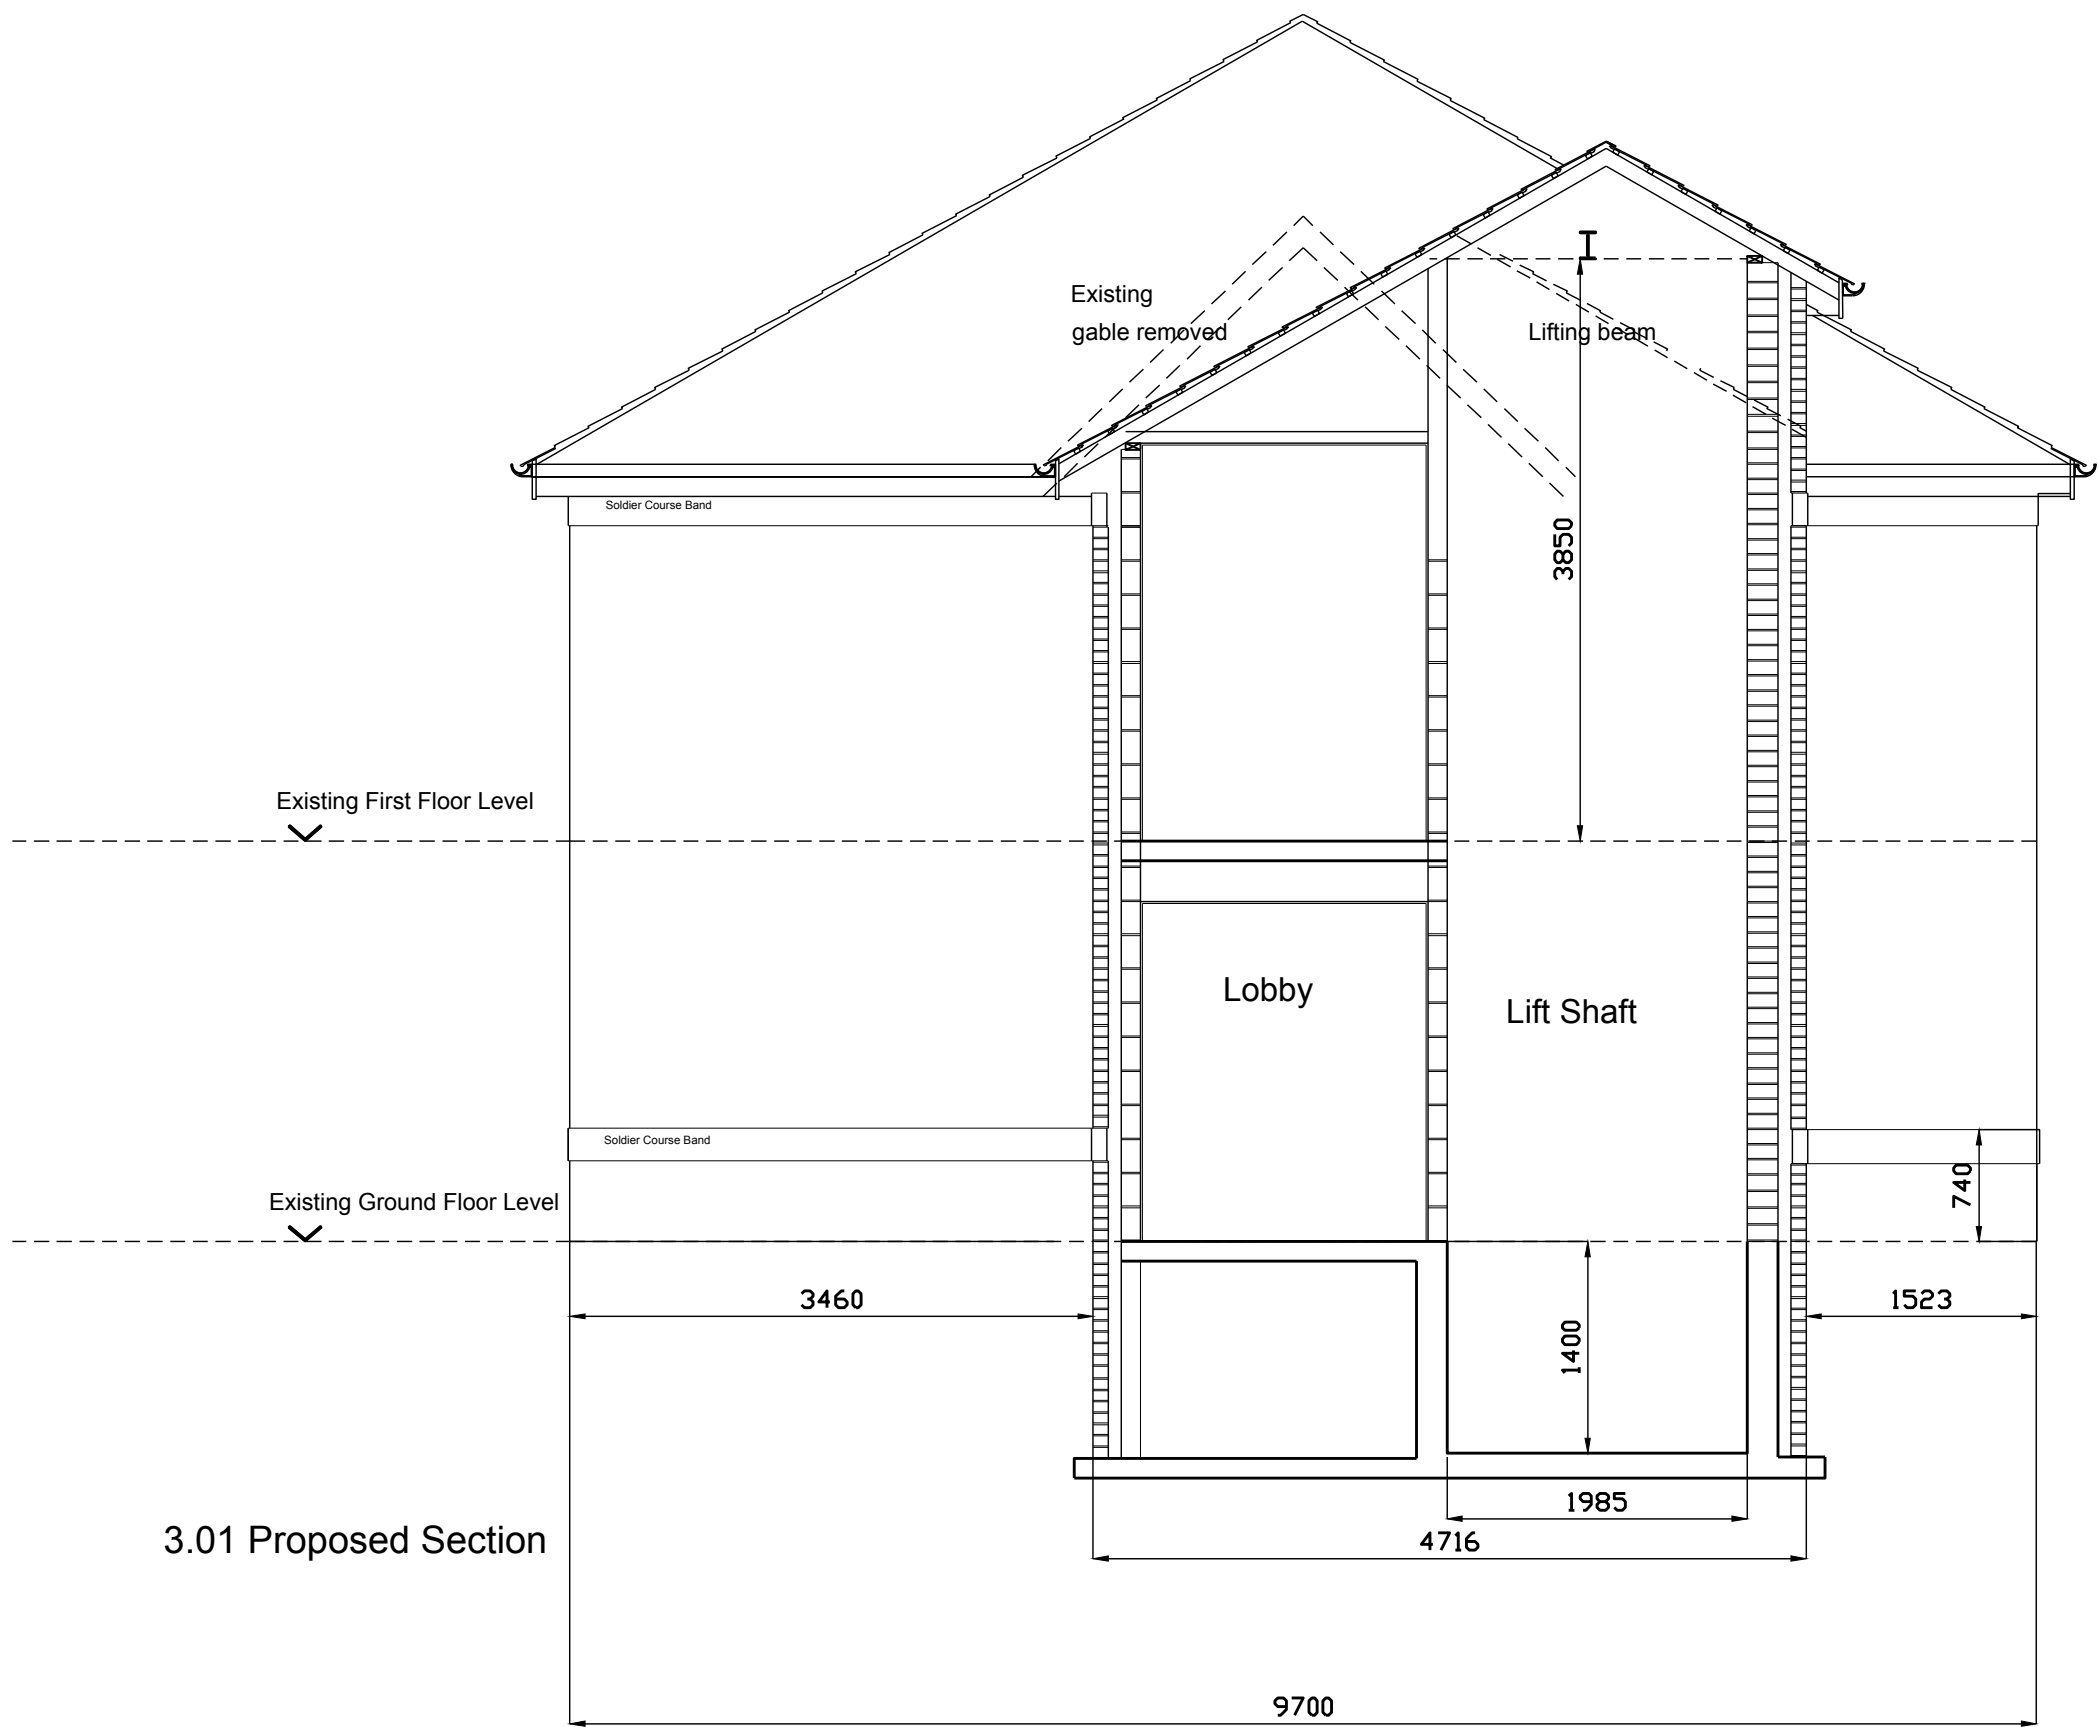 Existing
gable removed
Lifting beam
Soldier Course Band
3850
Existing First Floor Level
Lobby
Lift Shaft
Soldier Course Band
740
Existing Ground Floor Level
3460
1523
1400
1985
3.01 Proposed Section
4716
9700